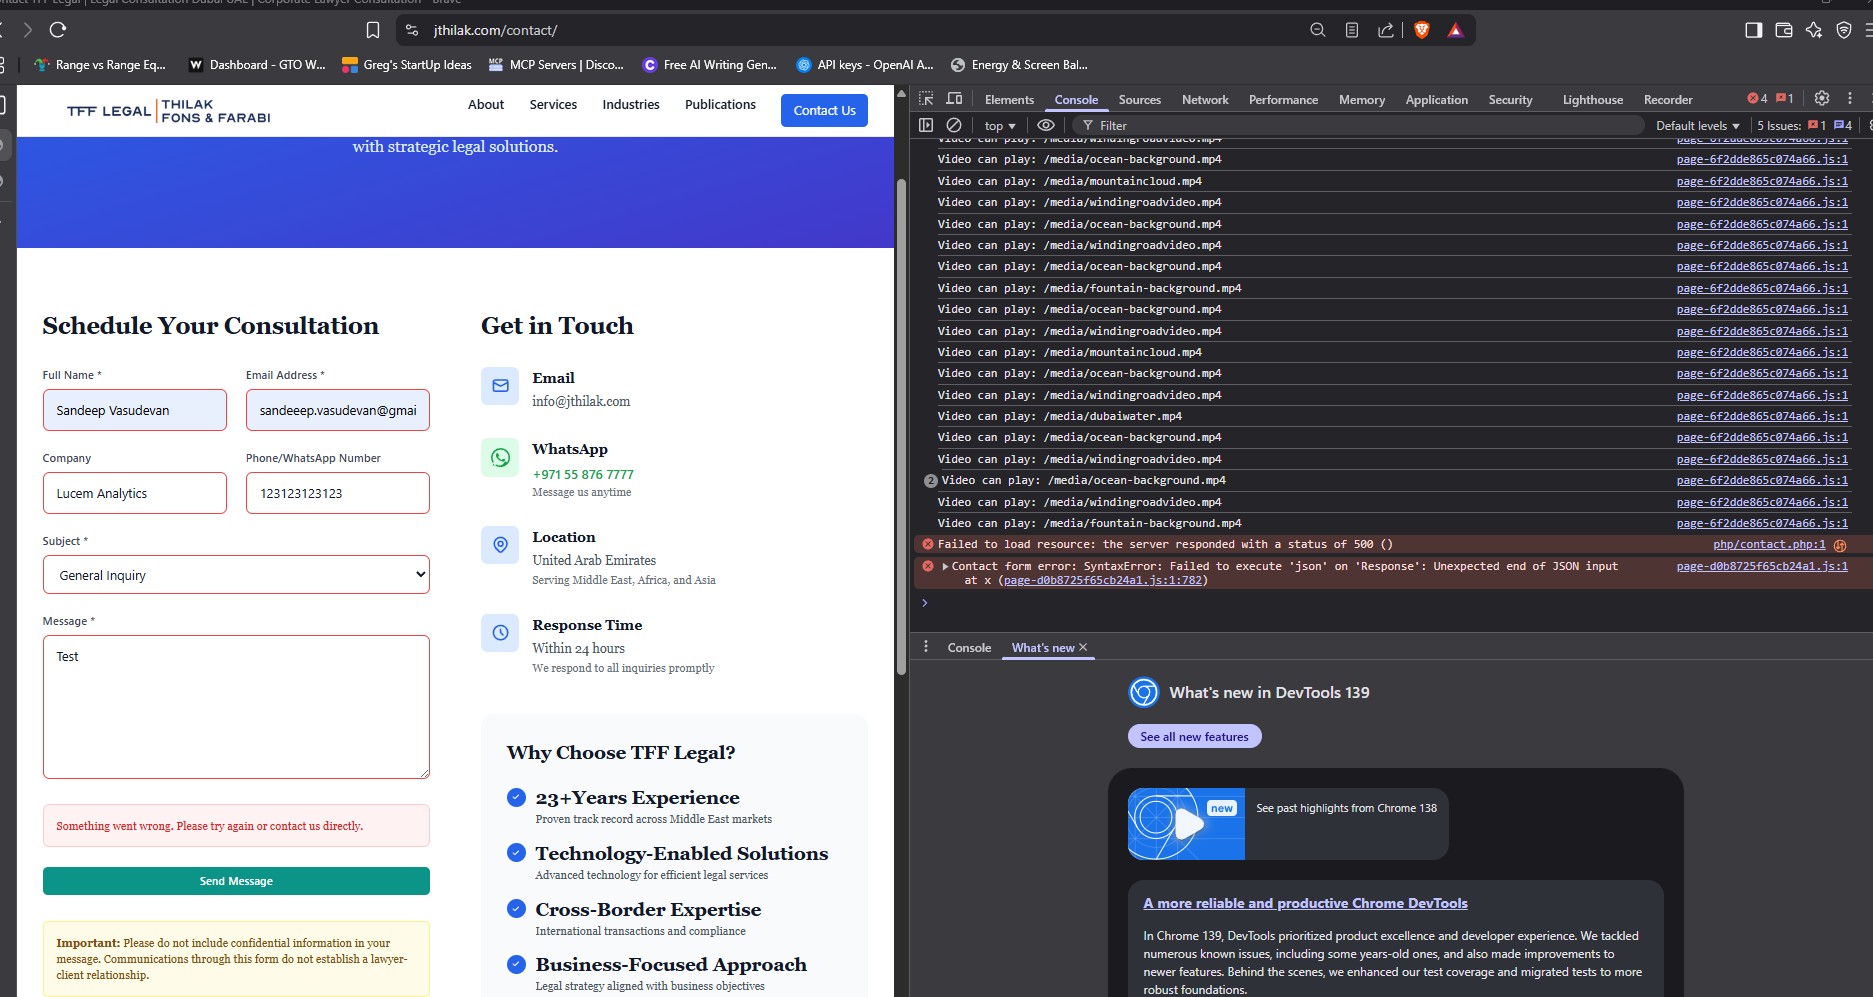 jthilak.com/contact/
Range vs Range Eq...
Dashboard - GTO W...
Greg's StartUp Ideas
MCP Servers | Disco...
Free AI Writing Gen...
API keys - OpenAI A...
Energy & Screen Bal...
TFF LEGAL
THILAK
FONS & FARABI
About
Services
Industries
Publications
Contact Us
with strategic legal solutions.
Schedule Your Consultation
Full Name *
Email Address *
Sandeep Vasudevan
sandeeep.vasudevan@gmai
Company
Phone/WhatsApp Number
Lucem Analytics
123123123123
Subject *
General Inquiry
Message *
Test
Something went wrong. Please try again or contact us directly.
Send Message
Important: Please do not include confidential information in your
message. Communications through this form do not establish a lawyer-
client relationship.
Get in Touch
Email
info@jthilak.com
WhatsApp
+971 55 876 7777
Message us anytime
Location
United Arab Emirates
Serving Middle East, Africa, and Asia
Response Time
Within 24 hours
We respond to all inquiries promptly
Why Choose TFF Legal?
23+Years Experience
Proven track record across Middle East markets
Technology-Enabled Solutions
Advanced technology for efficient legal services
Cross-Border Expertise
International transactions and compliance
Business-Focused Approach
Legal strategy aligned with business objectives
Elements
Console
Sources
Network
Performance
Memory
Application
Security
Lighthouse
Recorder
4
1
top
Filter
Default levels
5 Issues: 1 4
Video can play: /media/windingroadvideo.mp4 page-6f2dde865c074a66.js:1
Video can play: /media/ocean-background.mp4 page-6f2dde865c074a66.js:1
Video can play: /media/mountaincloud.mp4 page-6f2dde865c074a66.js:1
Video can play: /media/windingroadvideo.mp4 page-6f2dde865c074a66.js:1
Video can play: /media/ocean-background.mp4 page-6f2dde865c074a66.js:1
Video can play: /media/windingroadvideo.mp4 page-6f2dde865c074a66.js:1
Video can play: /media/ocean-background.mp4 page-6f2dde865c074a66.js:1
Video can play: /media/fountain-background.mp4 page-6f2dde865c074a66.js:1
Video can play: /media/ocean-background.mp4 page-6f2dde865c074a66.js:1
Video can play: /media/windingroadvideo.mp4 page-6f2dde865c074a66.js:1
Video can play: /media/mountaincloud.mp4 page-6f2dde865c074a66.js:1
Video can play: /media/ocean-background.mp4 page-6f2dde865c074a66.js:1
Video can play: /media/windingroadvideo.mp4 page-6f2dde865c074a66.js:1
Video can play: /media/dubaiwater.mp4 page-6f2dde865c074a66.js:1
Video can play: /media/ocean-background.mp4 page-6f2dde865c074a66.js:1
Video can play: /media/windingroadvideo.mp4 page-6f2dde865c074a66.js:1
2 Video can play: /media/ocean-background.mp4 page-6f2dde865c074a66.js:1
Video can play: /media/windingroadvideo.mp4 page-6f2dde865c074a66.js:1
Video can play: /media/fountain-background.mp4 page-6f2dde865c074a66.js:1
Failed to load resource: the server responded with a status of 500 () php/contact.php:1
Contact form error: SyntaxError: Failed to execute 'json' on 'Response': Unexpected end of JSON input page-d0b8725f65cb24a1.js:1
at x (page-d0b8725f65cb24a1.js:1:782)
Console
What's new
What's new in DevTools 139
See all new features
new
See past highlights from Chrome 138
A more reliable and productive Chrome DevTools
In Chrome 139, DevTools prioritized product excellence and developer experience. We tackled
numerous known issues, including some years-old ones, and also made improvements to
newer features. Behind the scenes, we enhanced our test coverage and migrated tests to more
robust foundations.